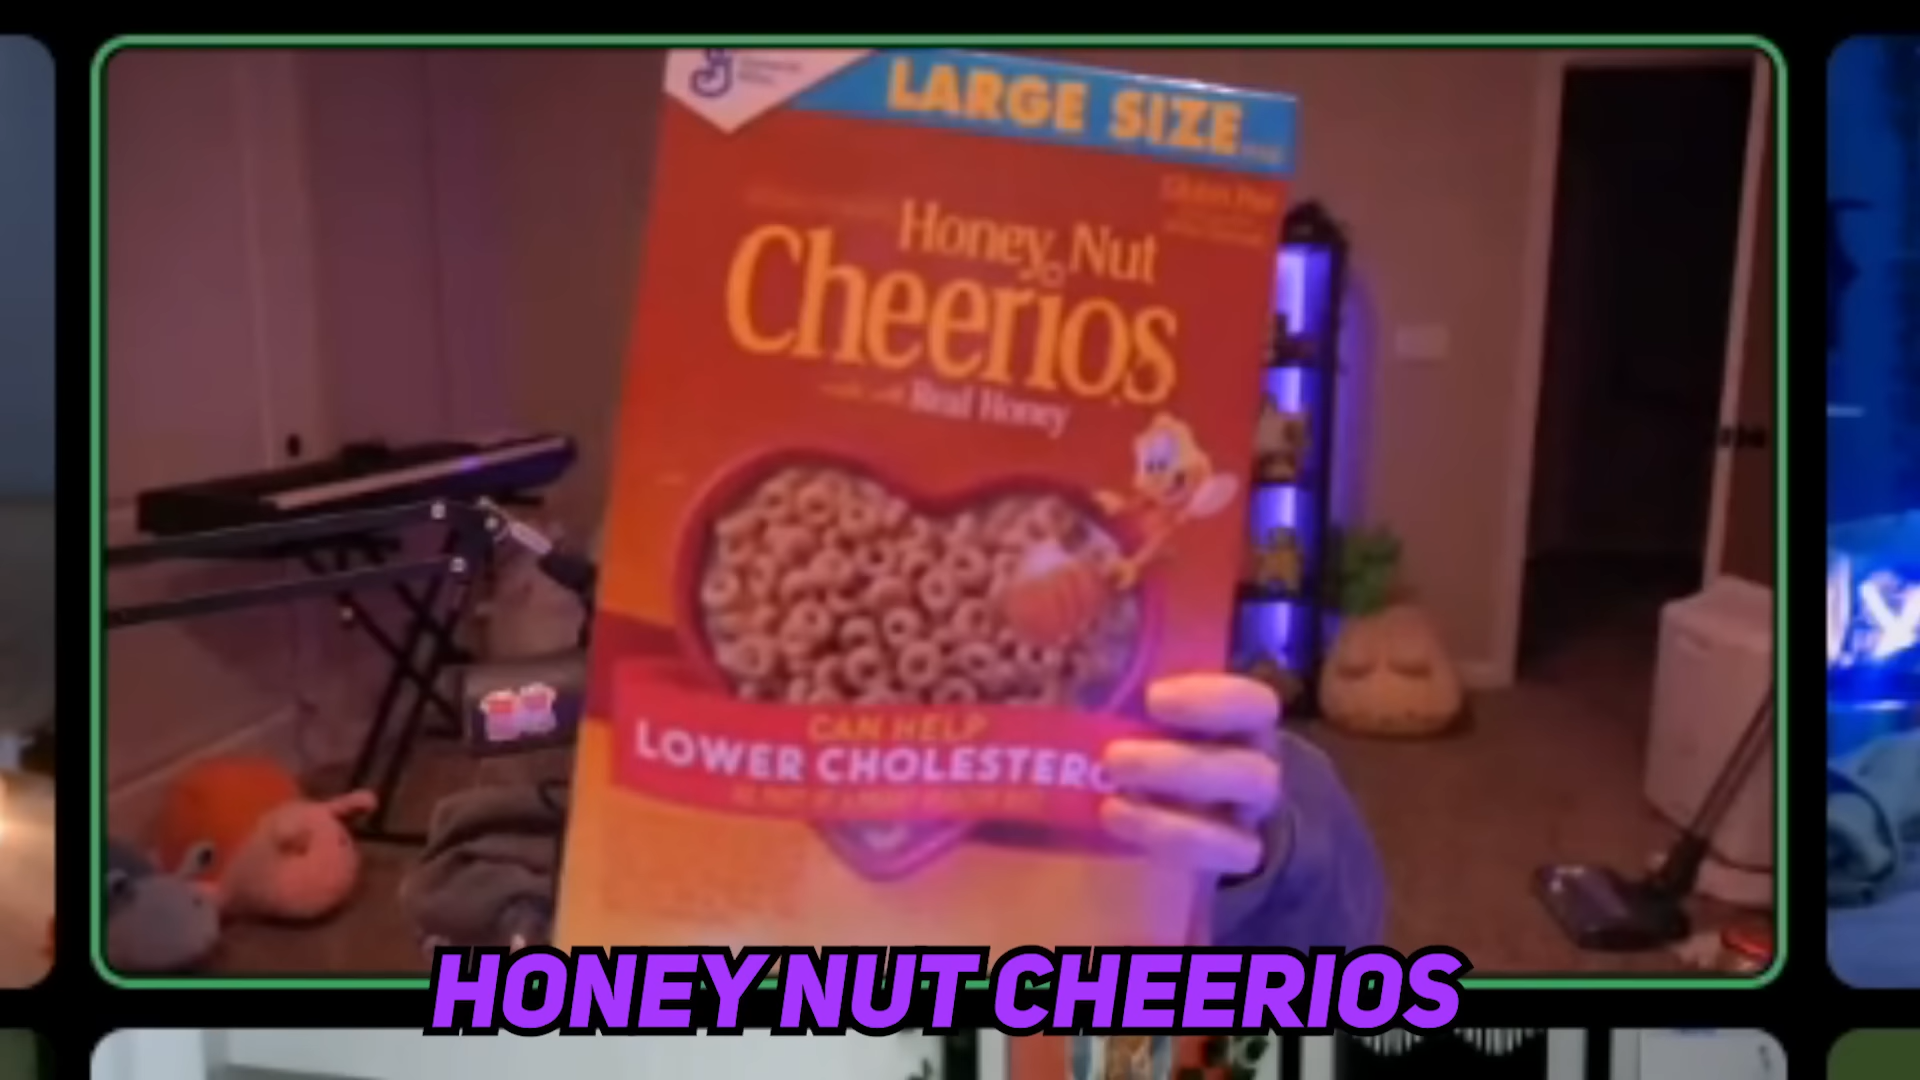 LARGE SIZE
Honey Nut
Cheerios
Real Honey
CAN HELP
LOWER CHOLESTERO
HONEY NUT CHEERIOS